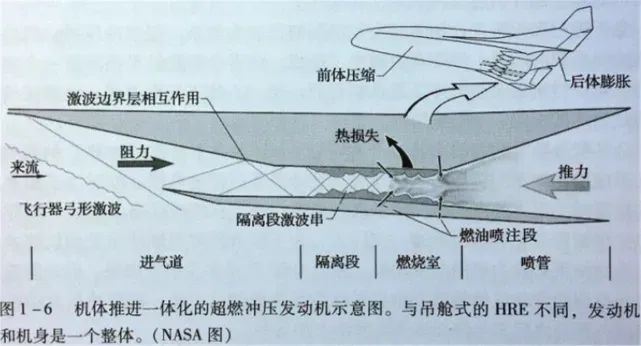 前体压缩
后体膨胀
激波边界层相互作用
热损失
阻力
来流
推力
飞行器弓形激波
隔离段激波串
燃油喷注段
进气道
隔离段
燃烧室
喷管
图1-6 机体推进一体化的超燃冲压发动机示意图。与吊舱式的 HRE 不同，发动机
和机身是一个整体。(NASA 图)